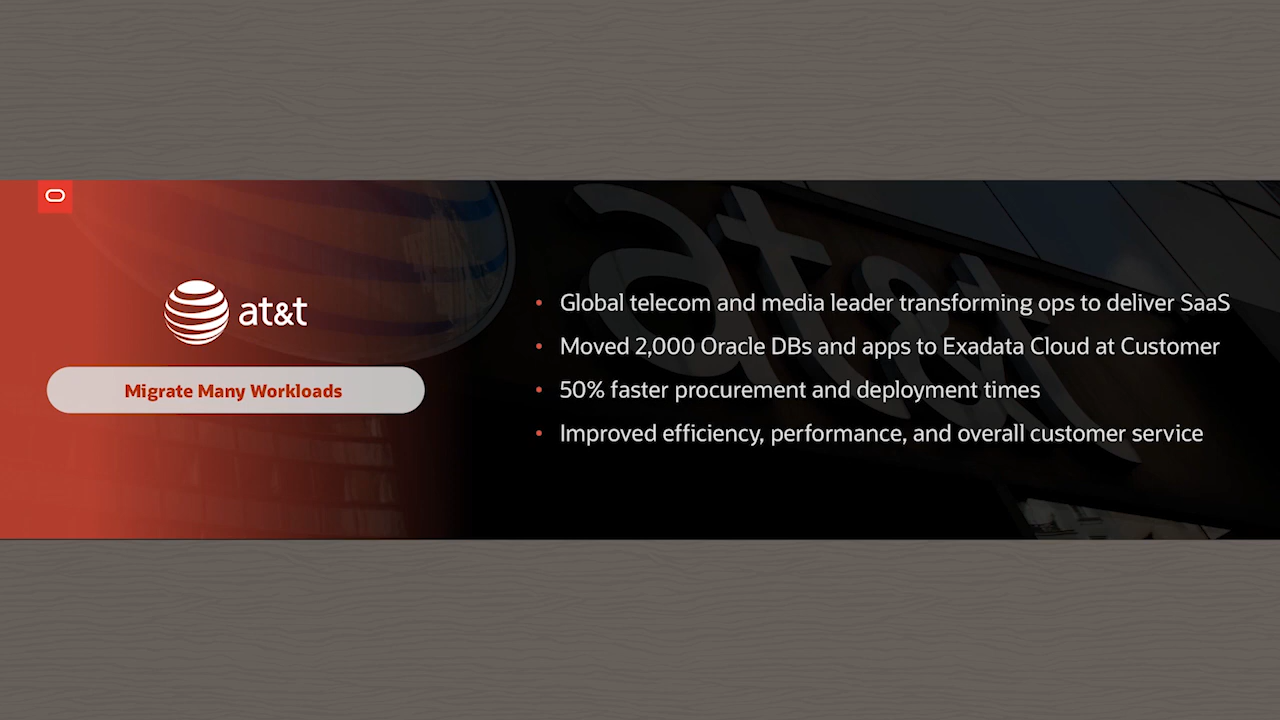 at&t
Migrate Many Workloads
at&t
• Global telecom and media leader transforming ops to deliver SaaS
• Moved 2,000 Oracle DBs and apps to Exadata Cloud at Customer
• 50% faster procurement and deployment times
• Improved efficiency, performance, and overall customer service